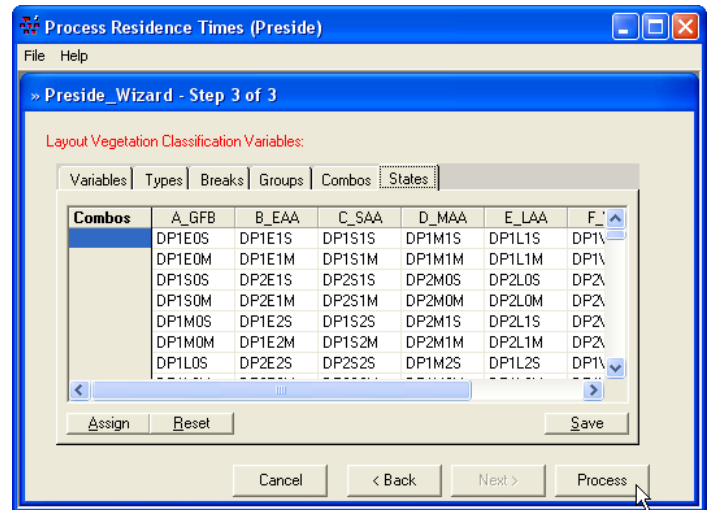 Process Residence Times (Preside)
File Help
» Preside_Wizard - Step 3 of 3
Layout Vegetation Classification Variables:
Variables Types Breaks Groups Combos States
Combos A_GFB B_EAA C_SAA D_MAA E_LAA
DP1E0S DP1E1S DP1S1S DP1M1S DP1L1S
DP1E0M DP1E1M DP1S1M DP1M1M DP1L1M
DP1S0S DP2E1S DP2S1S DP2M0S DP2L0S
DP1S0M DP2E1M DP2S1M DP2M0M DP2L0M
DP1M0S DP1E2S DP1S2S DP2M1S DP2L1S
DP1M0M DP1E2M DP1S2M DP2M1M DP2L1M
DP1L0S DP2E2S DP2S2S DP1M2S DP1L2S
Assign Reset Save
Cancel < Back Next > Process